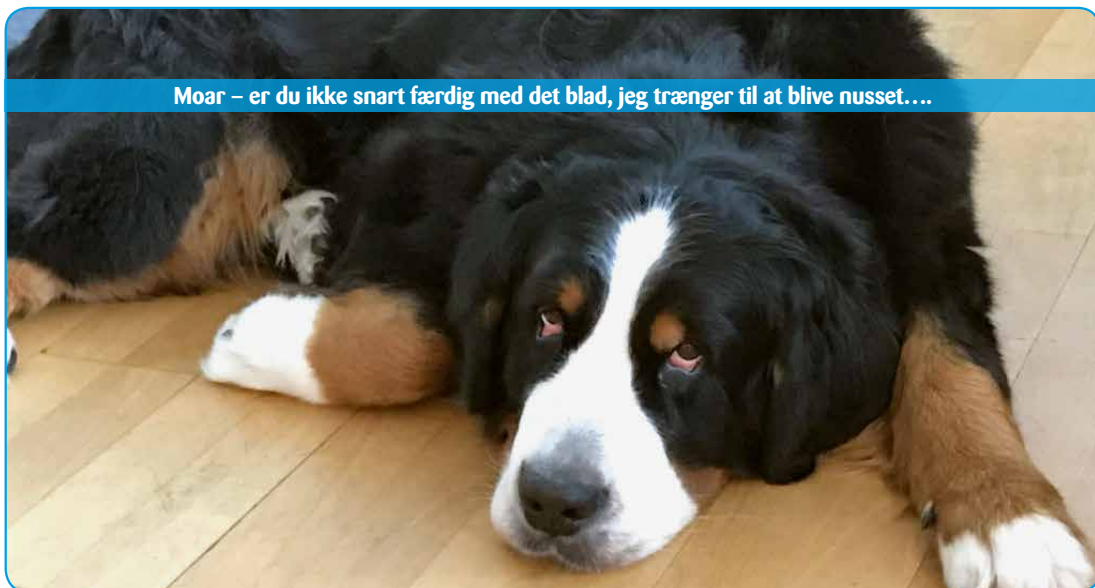 Moar – er du ikke snart færdig med det blad, jeg trænger til at blive nusset….